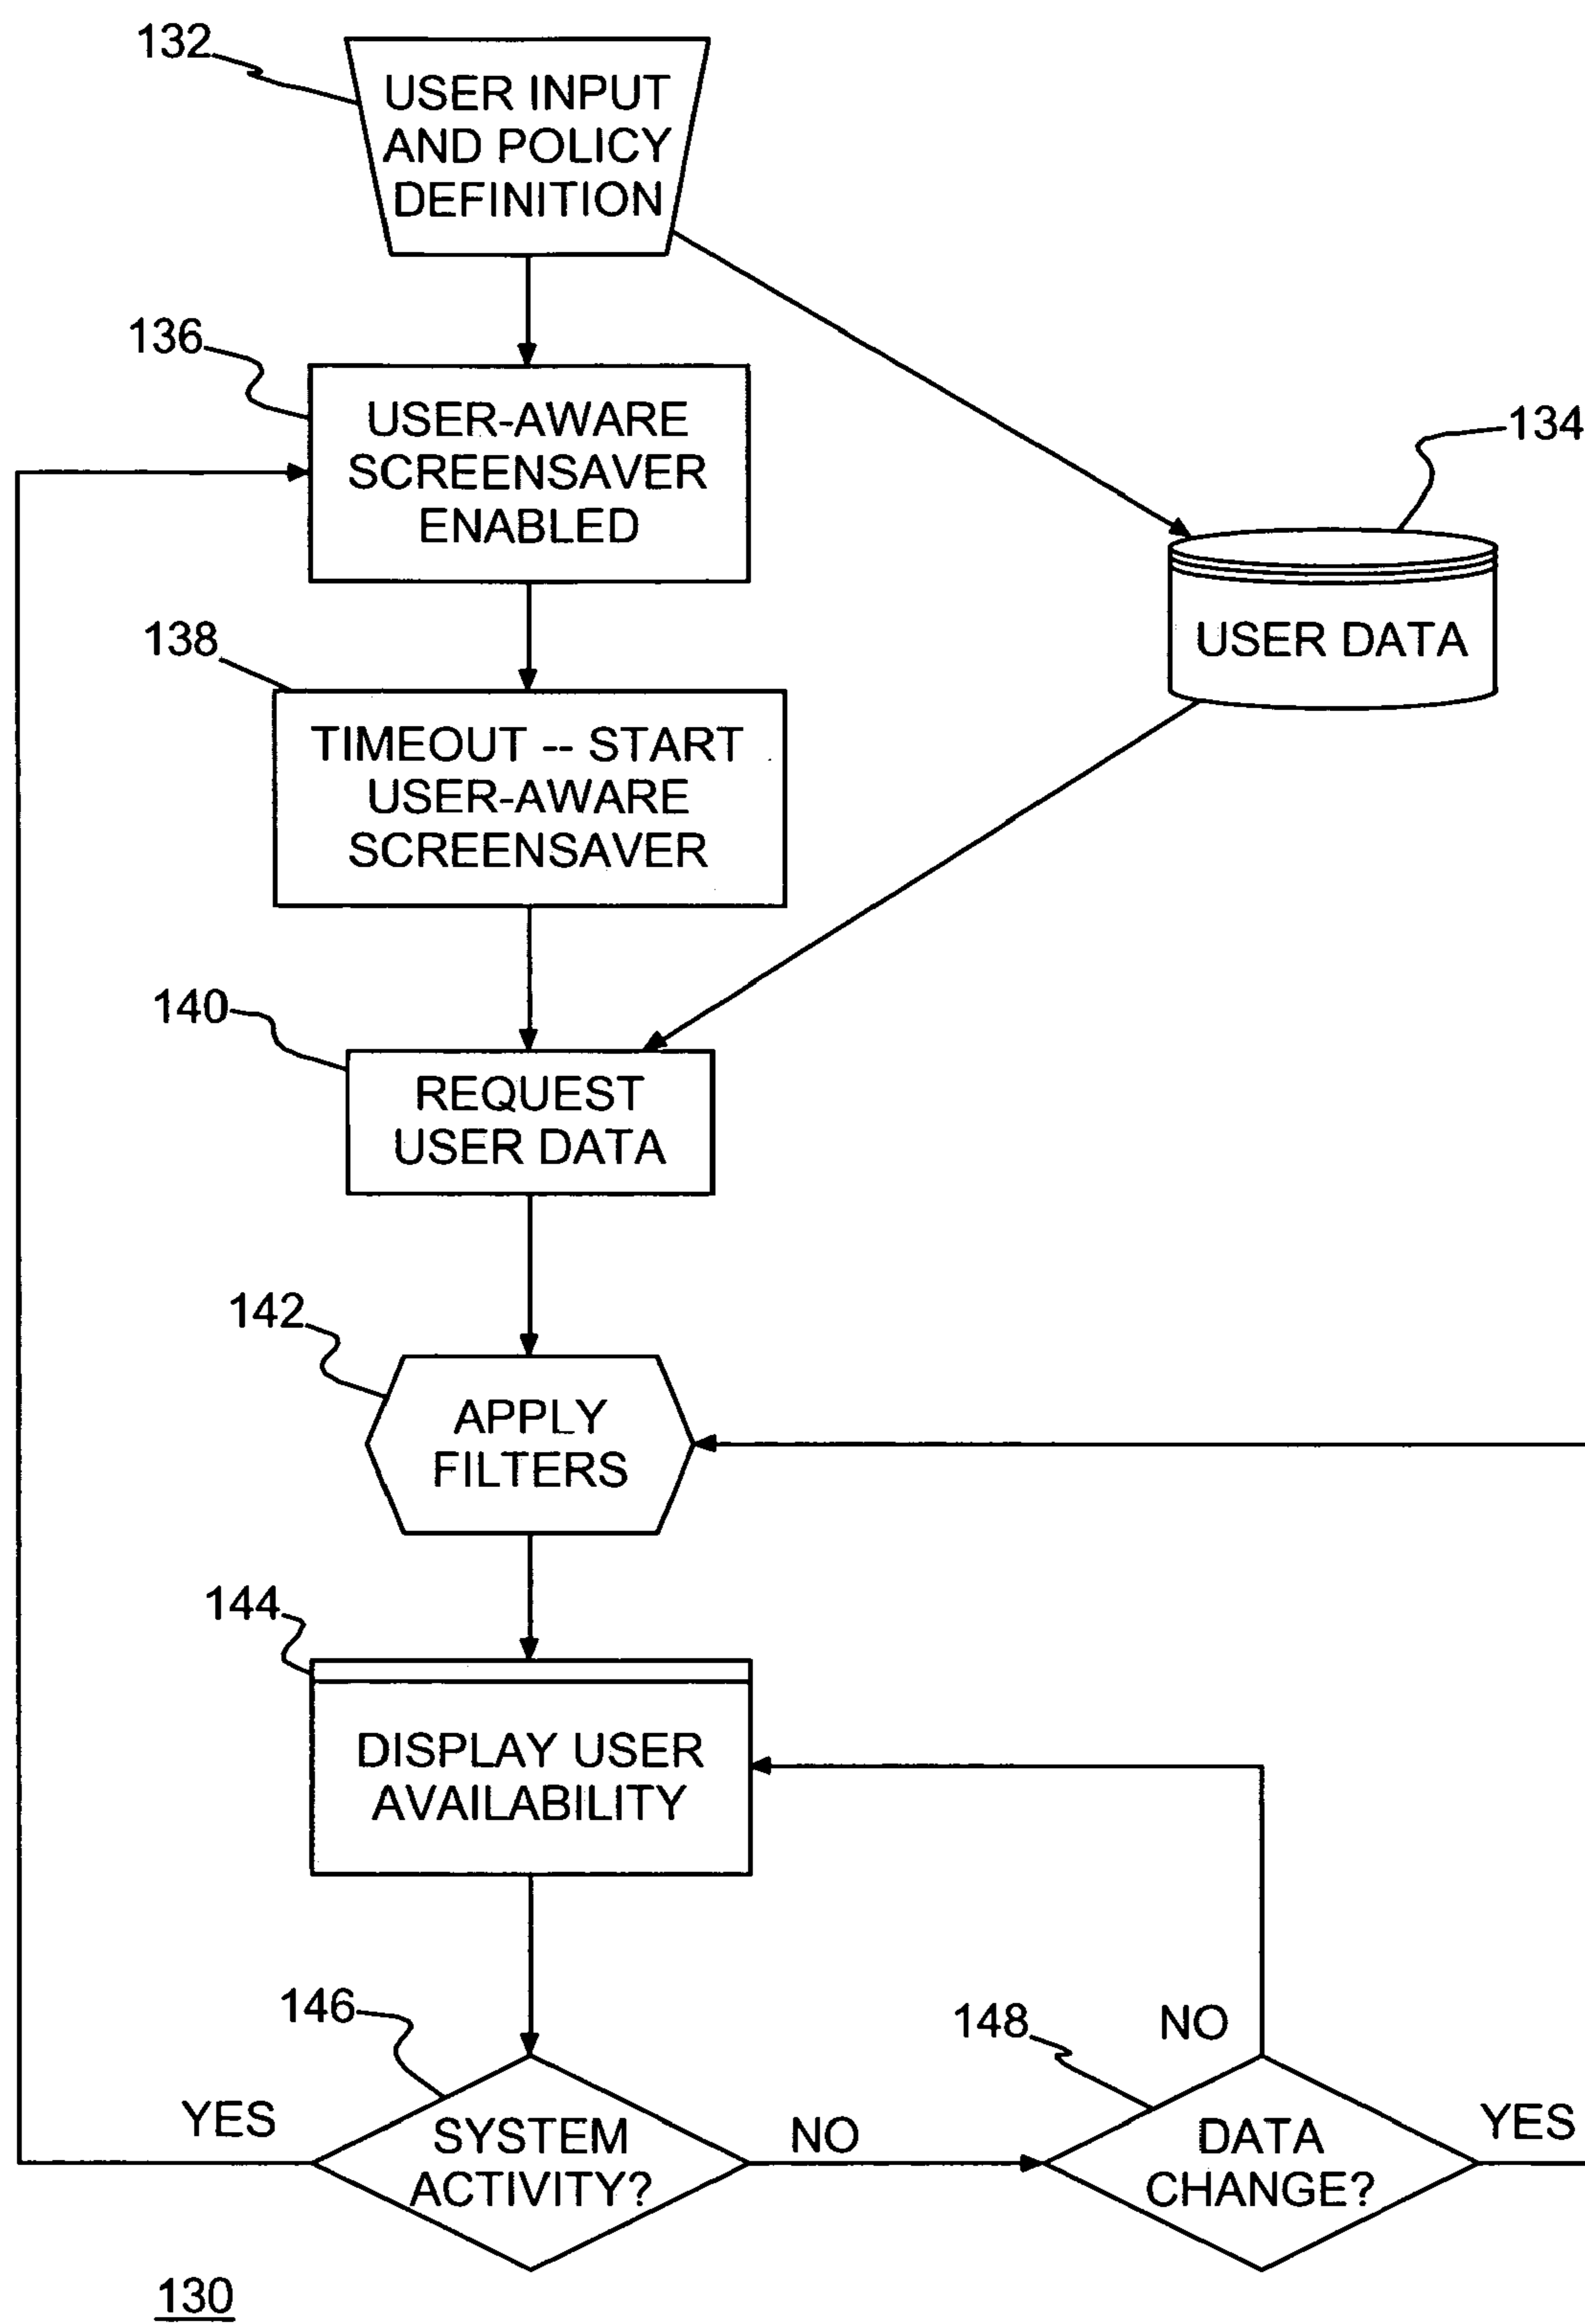 132
USER INPUT
AND POLICY
DEFINITION
136
USER-AWARE
SCREENSAVER
ENABLED
134
USER DATA
138
TIMEOUT -- START
USER-AWARE
SCREENSAVER
140
REQUEST
USER DATA
142
APPLY
FILTERS
144
DISPLAY USER
AVAILABILITY
146
148
NO
YES
SYSTEM
ACTIVITY?
NO
DATA
CHANGE?
YES
130